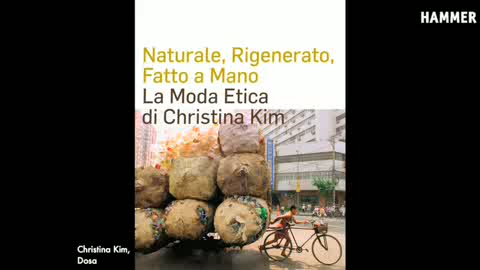 HAMMER
Naturale, Rigenerato,
Fatto a Mano
La Moda Etica
di Christina Kim
Christina Kim,
Dosa